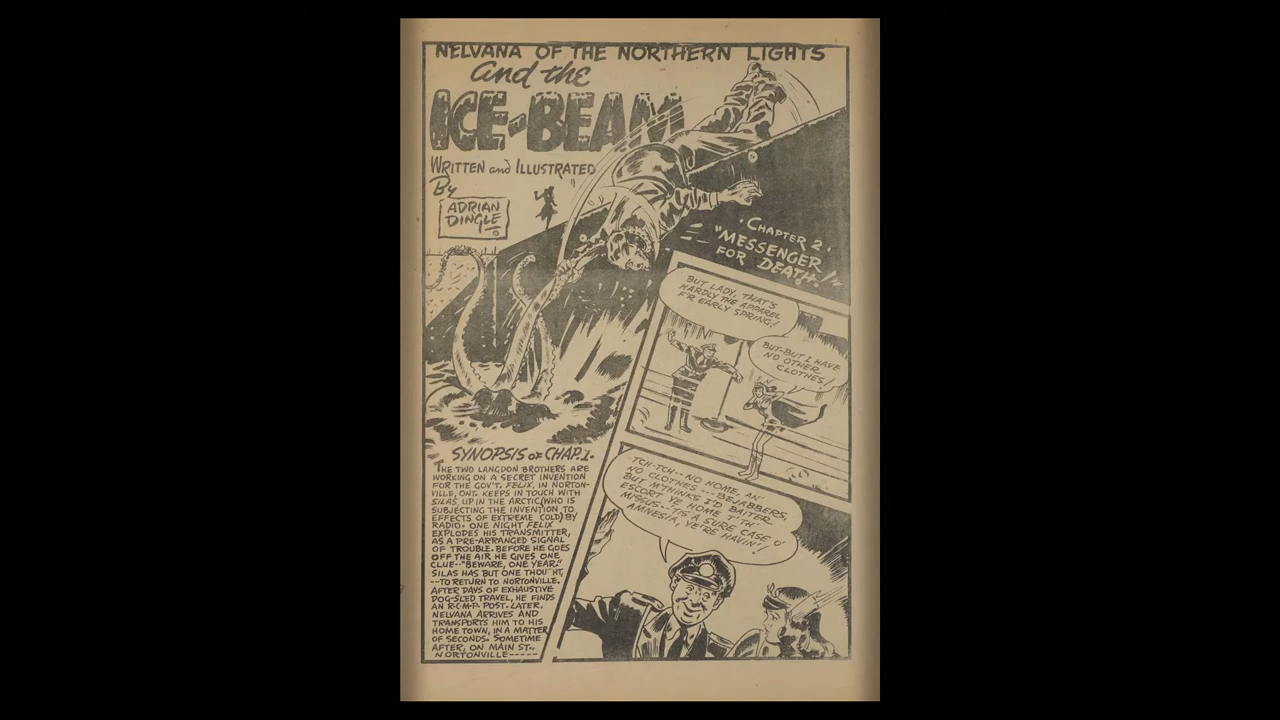 NELVANA OF THE NORTHERN LIGHTS
and the
ICE-BEAM
WRITTEN and ILLUSTRATED
By
ADRIAN
DINGLE
CHAPTER 2.
"MESSENGER
FOR DEATH!"
BUT LADY, THAT'S
HARDLY THE APPAREL
F'R EARLY SPRING!
BUT-BUT I HAVE
NO OTHER
CLOTHES!
SYNOPSIS OF CHAP. 1.
THE TWO LANGDON BROTHERS ARE
WORKING ON A SECRET INVENTION
FOR THE GOV'T. FELIX, IN NORTON-
VILLE, ONT. KEEPS IN TOUCH WITH
SILAS, UP IN THE ARCTIC (WHO IS
SUBJECTING THE INVENTION TO
EFFECTS OF EXTREME COLD) BY
RADIO. ONE NIGHT FELIX
EXPLODES HIS TRANSMITTER,
AS A PRE-ARRANGED SIGNAL
OF TROUBLE. BEFORE HE GOES
OFF THE AIR HE GIVES ONE
CLUE--"BEWARE, ONE YEAR."
SILAS HAS BUT ONE THOU'HT,
--TO RETURN TO NORTONVILLE.
AFTER DAYS OF EXHAUSTIVE
DOG-SLED TRAVEL, HE FINDS
AN R.C.M.P. POST. LATER,
NELVANA ARRIVES AND
TRANSPORTS HIM TO HIS
HOME TOWN, IN A MATTER
OF SECONDS. SOMETIME
AFTER, ON MAIN ST.,
NORTONVILLE-----
TCH-TCH-- NO NOME, AN'
NO CLOTHES --- BEJABBERS,
BUT M'THINKS I'D BAITER
ESCORT YE HOME T' TH'
MISSUS--'TIS A SURE CASE O'
AMNESIA, YE'RE HAVIN'!